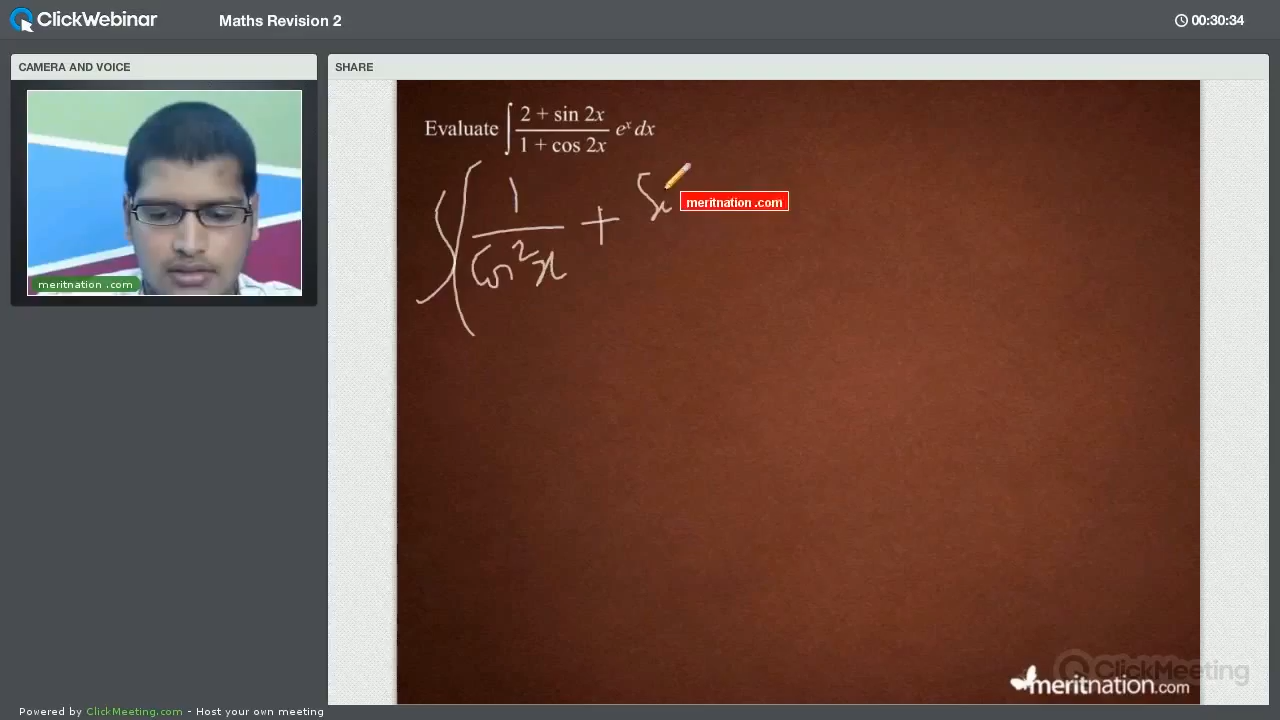 ClickWebinar Maths Revision 2 00:30:34
CAMERA AND VOICE
SHARE
Evaluate ∫ (2 + sin 2x)/(1 + cos 2x) eˣ dx
∫ ( 1/cos²x + si
meritnation .com
meritnation .com
ClickMeeting
meritnation.com
Powered by ClickMeeting.com - Host your own meeting